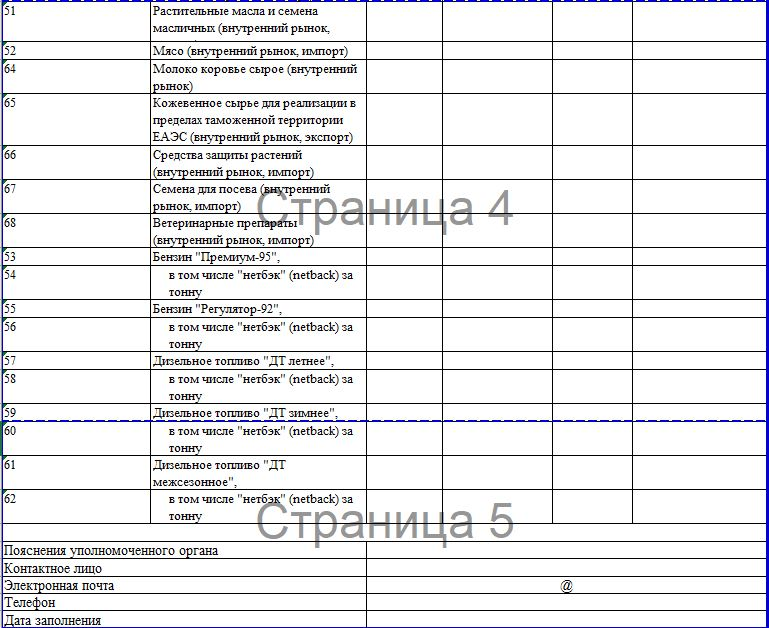 51 Растительные масла и семена
масличных (внутренний рынок,
52 Мясо (внутренний рынок, импорт)
64 Молоко коровье сырое (внутренний
рынок)
65 Кожевенное сырье для реализации в
пределах таможенной территории
ЕАЭС (внутренний рынок, экспорт)
66 Средства защиты растений
(внутренний рынок, импорт)
67 Семена для посева (внутренний
рынок, импорт)
Страница 4
68 Ветеринарные препараты
(внутренний рынок, импорт)
53 Бензин "Премиум-95",
54 в том числе "нетбэк" (netback) за
тонну
55 Бензин "Регулятор-92",
56 в том числе "нетбэк" (netback) за
тонну
57 Дизельное топливо "ДТ летнее",
58 в том числе "нетбэк" (netback) за
тонну
59 Дизельное топливо "ДТ зимнее",
60 в том числе "нетбэк" (netback) за
тонну
61 Дизельное топливо "ДТ
межсезонное",
62 в том числе "нетбэк" (netback) за
тонну
Страница 5
Пояснения уполномоченного органа
Контактное лицо
Электронная почта @
Телефон
Дата заполнения